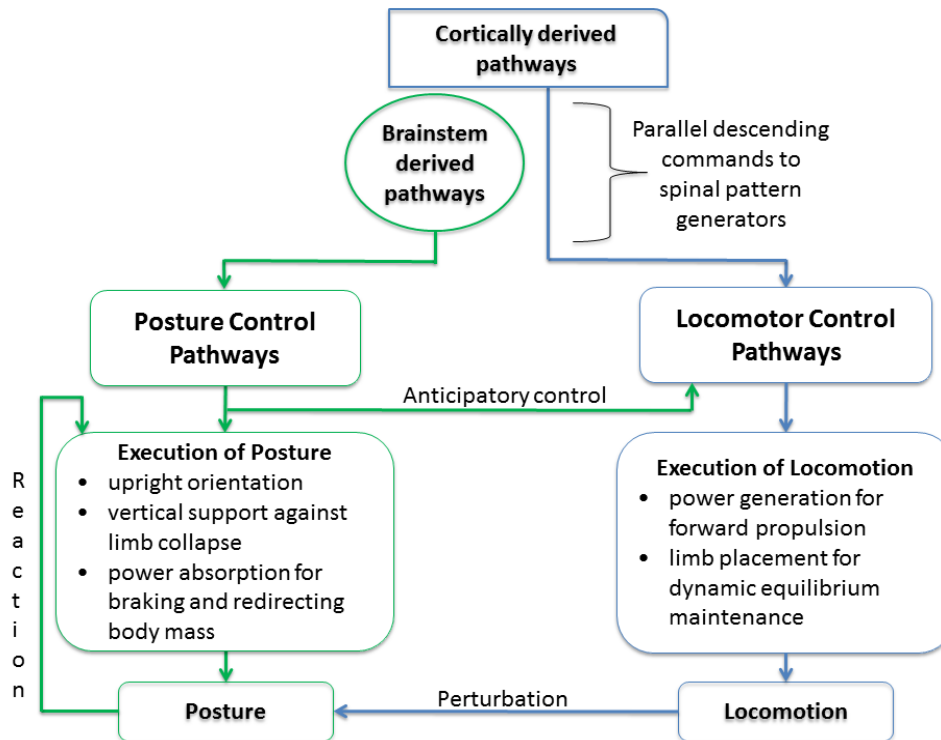 Cortically derived
pathways
Brainstem
derived
pathways
Parallel descending
commands to
spinal pattern
generators
Posture Control
Pathways
Locomotor Control
Pathways
Anticipatory control
Reaction
Execution of Posture
• upright orientation
• vertical support against
limb collapse
• power absorption for
braking and redirecting
body mass
Execution of Locomotion
• power generation for
forward propulsion
• limb placement for
dynamic equilibrium
maintenance
Posture
Perturbation
Locomotion